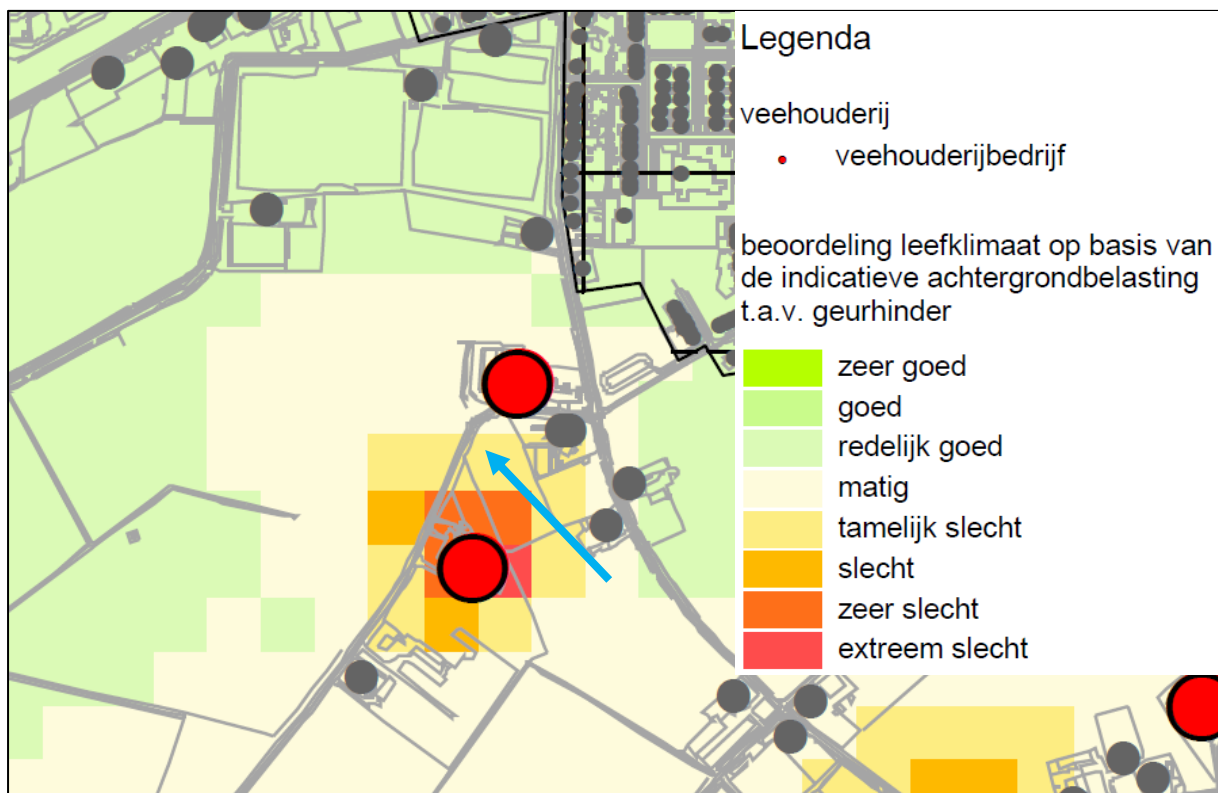 Legenda
veehouderij
veehouderijbedrijf
beoordeling leefklimaat op basis van
de indicatieve achtergrondbelasting
t.a.v. geurhinder
zeer goed
goed
redelijk goed
matig
tamelijk slecht
slecht
zeer slecht
extreem slecht